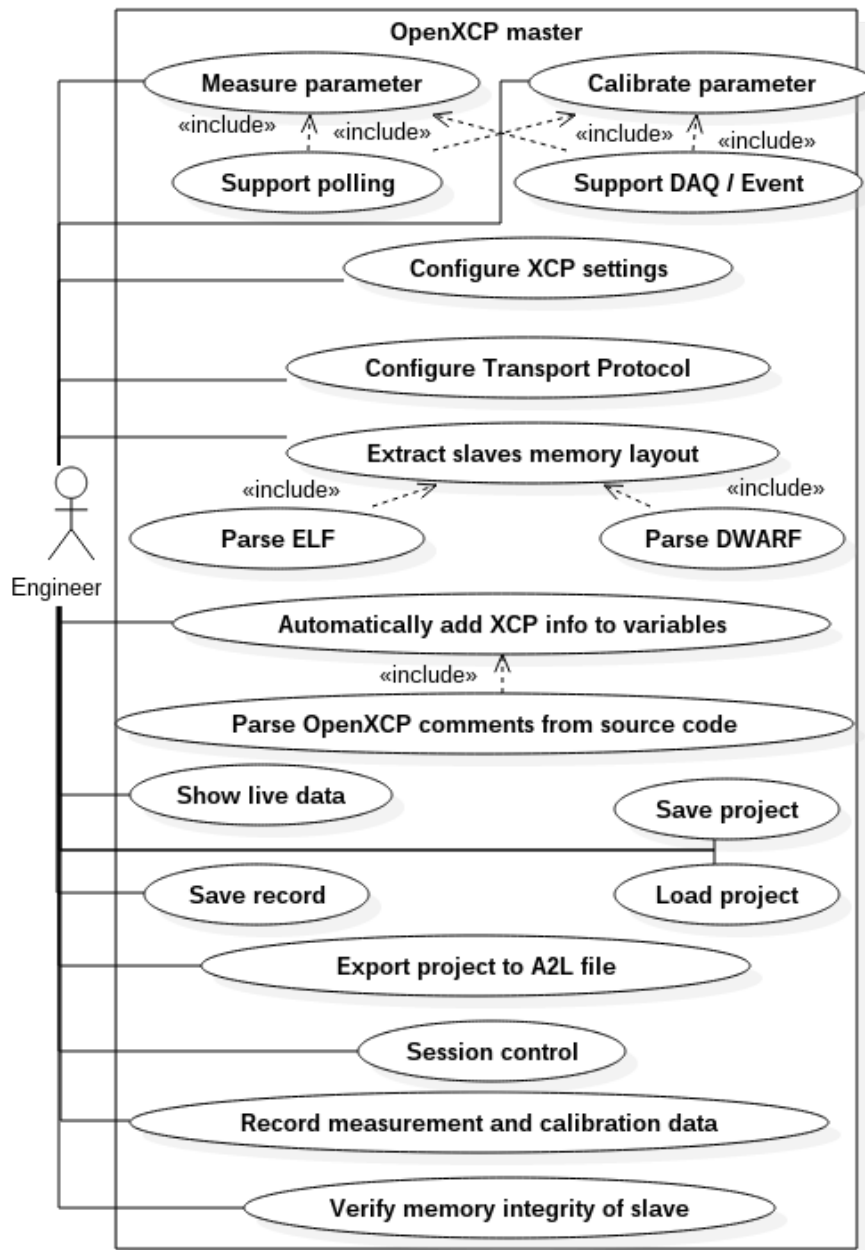 OpenXCP master
Measure parameter
Calibrate parameter
«include»
«include»
«include»
«include»
Support polling
Support DAQ / Event
Configure XCP settings
Configure Transport Protocol
Extract slaves memory layout
«include»
«include»
Parse ELF
Parse DWARF
Engineer
Automatically add XCP info to variables
«include»
Parse OpenXCP comments from source code
Show live data
Save project
Save record
Load project
Export project to A2L file
Session control
Record measurement and calibration data
Verify memory integrity of slave